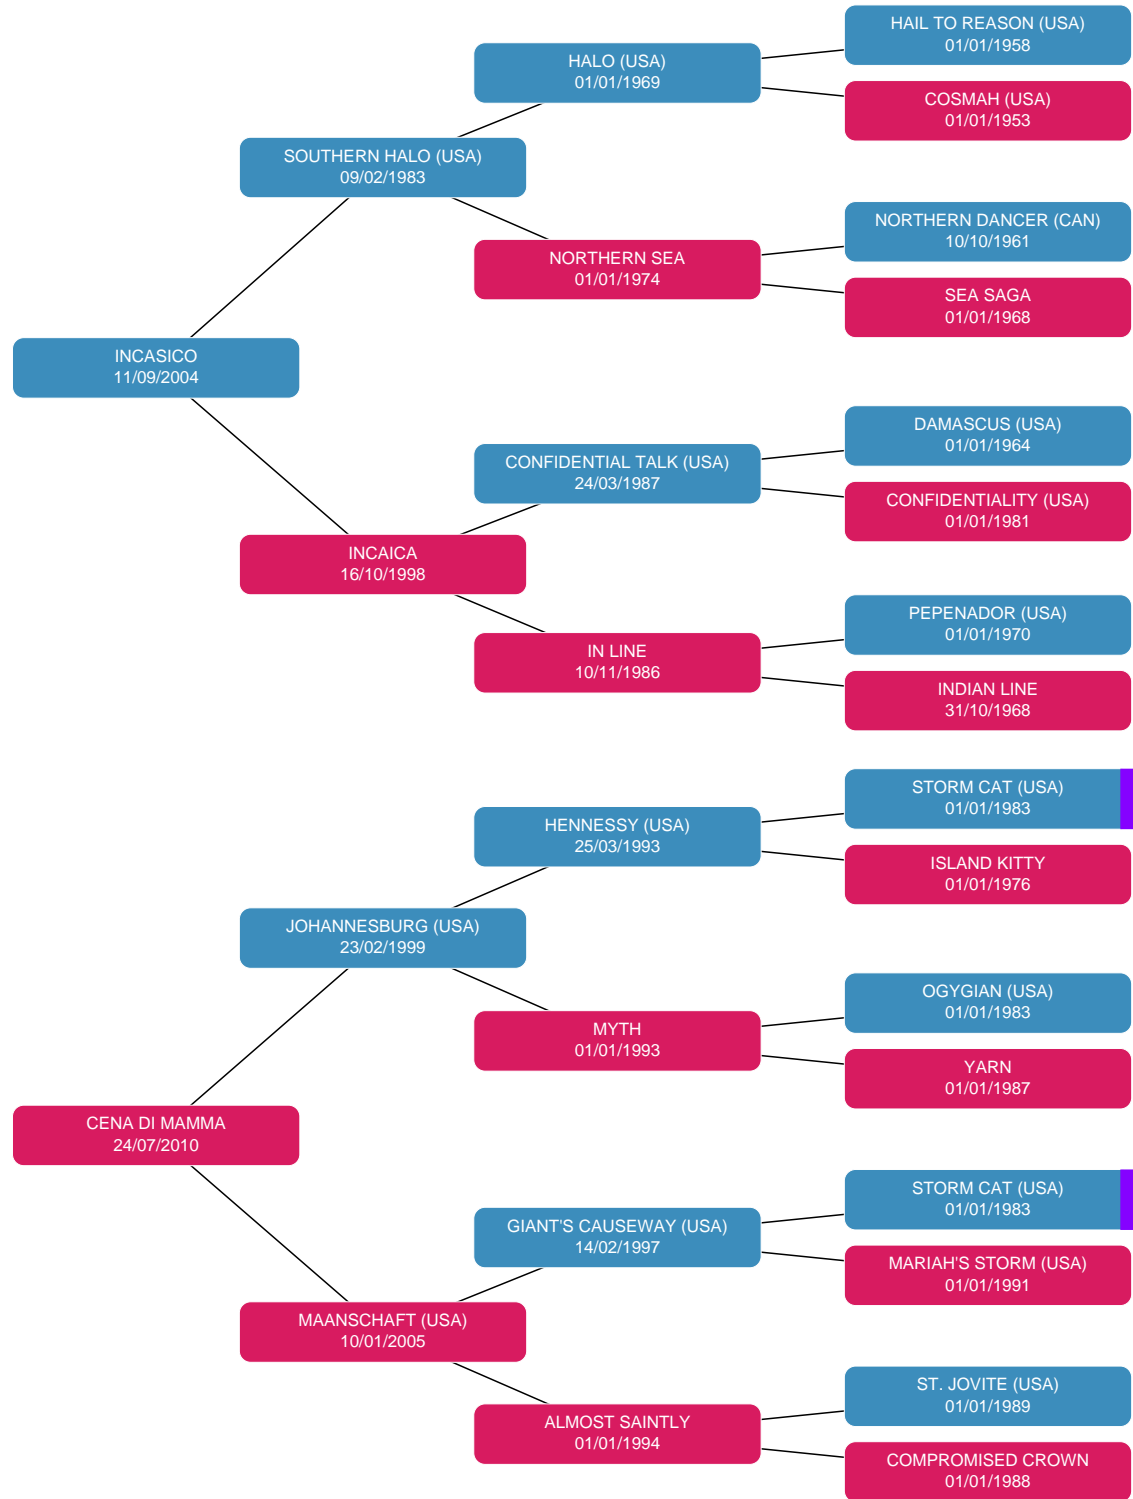 HAIL TO REASON (USA)
01/01/1958
HALO (USA)
01/01/1969
COSMAH (USA)
01/01/1953
SOUTHERN HALO (USA)
09/02/1983
NORTHERN DANCER (CAN)
10/10/1961
NORTHERN SEA
01/01/1974
SEA SAGA
01/01/1968
INCASICO
11/09/2004
DAMASCUS (USA)
01/01/1964
CONFIDENTIAL TALK (USA)
24/03/1987
CONFIDENTIALITY (USA)
01/01/1981
INCAICA
16/10/1998
PEPENADOR (USA)
01/01/1970
IN LINE
10/11/1986
INDIAN LINE
31/10/1968
STORM CAT (USA)
01/01/1983
HENNESSY (USA)
25/03/1993
ISLAND KITTY
01/01/1976
JOHANNESBURG (USA)
23/02/1999
OGYGIAN (USA)
01/01/1983
MYTH
01/01/1993
YARN
01/01/1987
CENA DI MAMMA
24/07/2010
STORM CAT (USA)
01/01/1983
GIANT'S CAUSEWAY (USA)
14/02/1997
MARIAH'S STORM (USA)
01/01/1991
MAANSCHAFT (USA)
10/01/2005
ST. JOVITE (USA)
01/01/1989
ALMOST SAINTLY
01/01/1994
COMPROMISED CROWN
01/01/1988